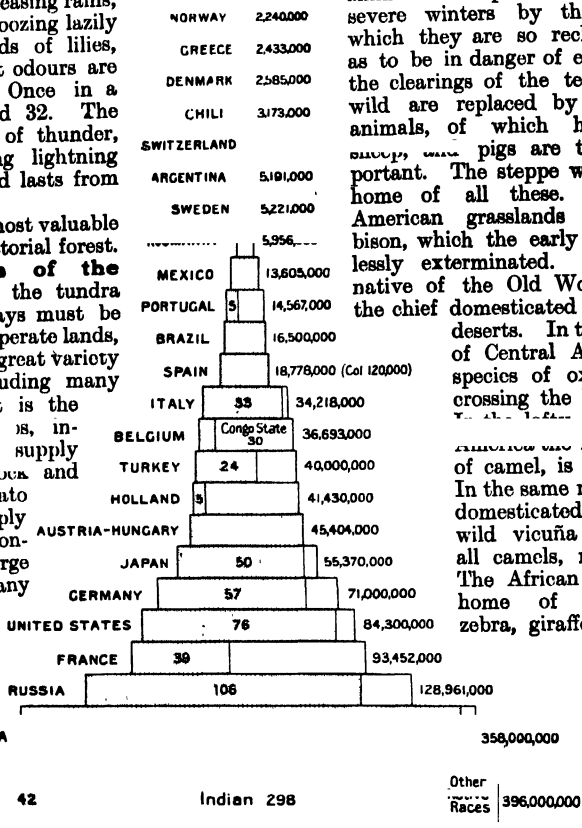 easing rains,
oozing lazily
ds of lilies,
odours are
Once in a
d 32. The
of thunder,
ng lightning
d lasts from
most valuable
torial forest.
of the
the tundra
ays must be
perate lands,
great variety
uding many
is the
in-
supply
and
ato
ply
on-
rge
any
NORWAY 2,240,000
GREECE 2,433,000
DENMARK 2,585,000
CHILI 3,173,000
SWITZERLAND
ARGENTINA 5,191,000
SWEDEN 5,221,000
5,956,
MEXICO 13,605,000
PORTUGAL 5 14,567,000
BRAZIL 16,500,000
SPAIN 18,778,000 (Col 120,000)
ITALY 33 34,218,000
BELGIUM Congo State 30 36,693,000
TURKEY 24 40,000,000
HOLLAND 5 41,430,000
AUSTRIA-HUNGARY 45,404,000
JAPAN 50 55,370,000
GERMANY 57 71,000,000
UNITED STATES 76 84,300,000
FRANCE 39 93,452,000
RUSSIA 106 128,961,000
A 358,000,000
42 Indian 298 Other Races 396,000,000
severe winters by th
which they are so rec
as to be in danger of e
the clearings of the te
wild are replaced by
animals, of which h
pigs are t
portant. The steppe w
home of all these.
American grasslands
bison, which the early
lessly exterminated.
native of the Old Wo
the chief domesticated
deserts. In t
of Central A
species of ox
crossing the
of camel, is
In the same r
domesticated
wild vicuña
all camels, r
The African
home of
zebra, giraff